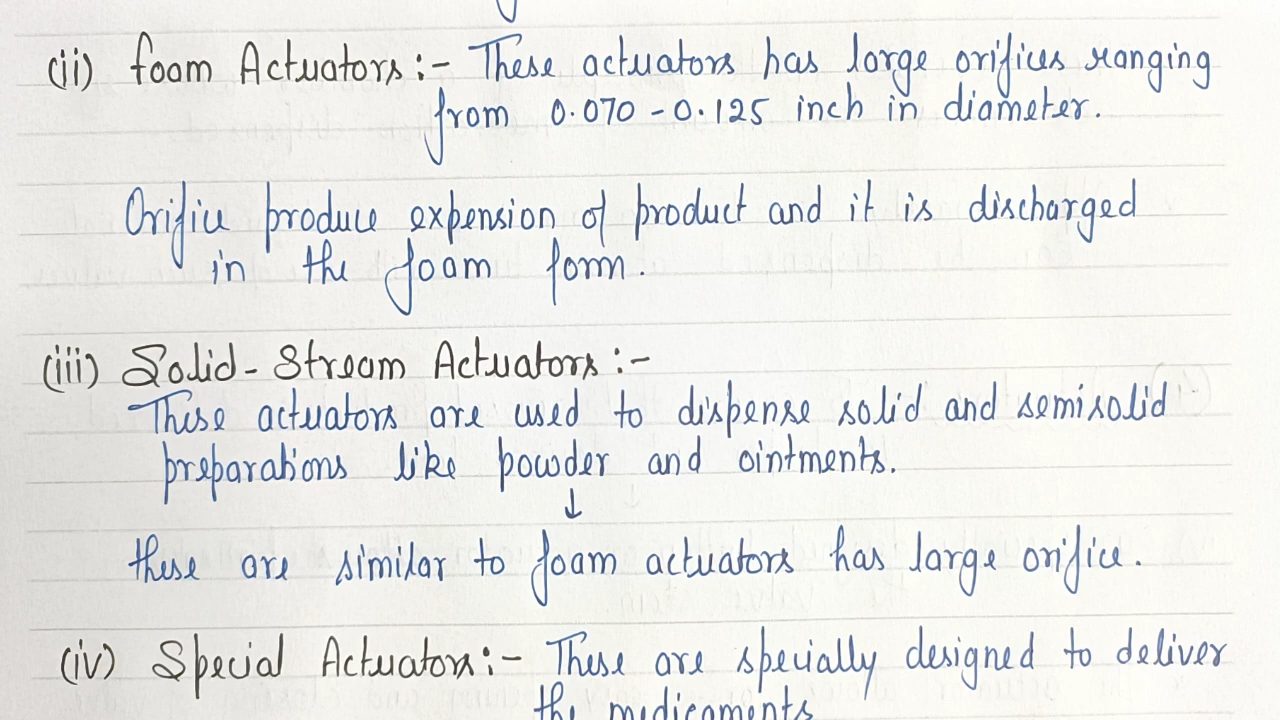 (ii) foam Actuators :- These actuators has large orifices ranging
from 0.070 - 0.125 inch in diameter.
Orifice produce expension of product and it is discharged
in the foam form.
(iii) Solid - Stream Actuators :-
These actuators are used to dispense solid and semisolid
preparations like powder and ointments.
↓
these are similar to foam actuators has large orifice.
(iv) Special Actuators :- These are specially designed to deliver
the medicaments